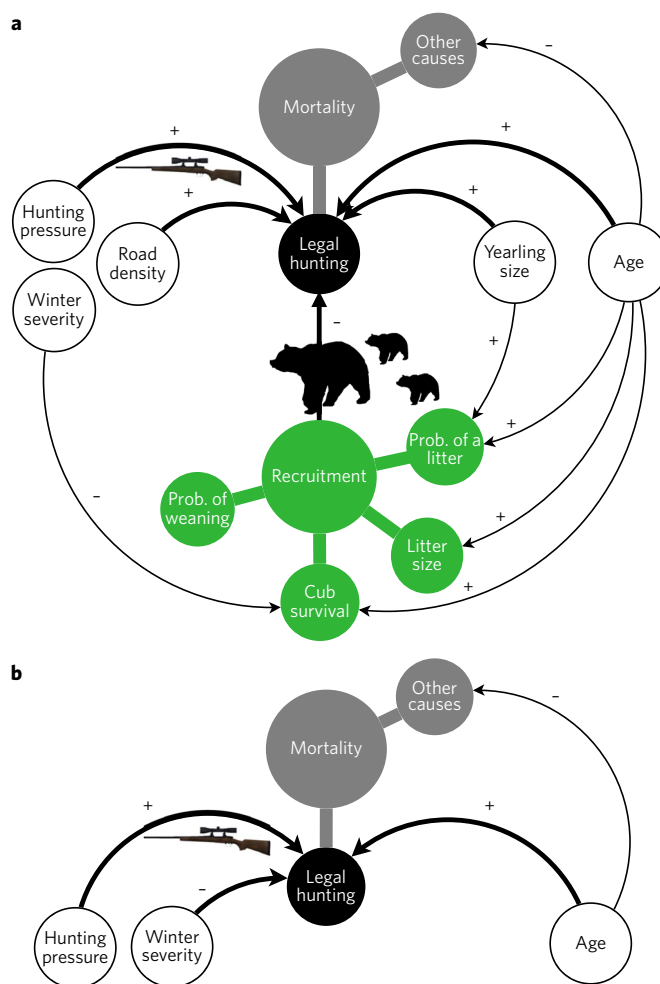 a
Other
causes
–
Mortality
+
+
Hunting
pressure
+
Road
density
Legal
hunting
+
Yearling
size
Age
Winter
severity
–
+
Prob. of a
litter
+
Recruitment
Prob. of
weaning
–
+
Litter
size
Cub
survival
+
b
Other
causes
–
Mortality
+
+
Legal
hunting
–
Hunting
pressure
Winter
severity
Age